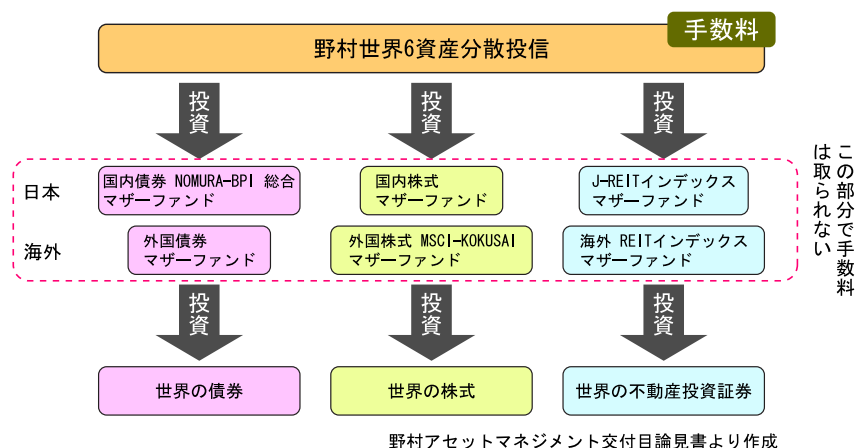 手数料
野村世界6資産分散投信
投資
投資
投資
日本
国内債券 NOMURA-BPI 総合
マザーファンド
国内株式
マザーファンド
J-REITインデックス
マザーファンド
海外
外国債券
マザーファンド
外国株式 MSCI-KOKUSAI
マザーファンド
海外 REITインデックス
マザーファンド
この部分で手数料
は取られない
投資
投資
投資
世界の債券
世界の株式
世界の不動産投資証券
野村アセットマネジメント交付目論見書より作成